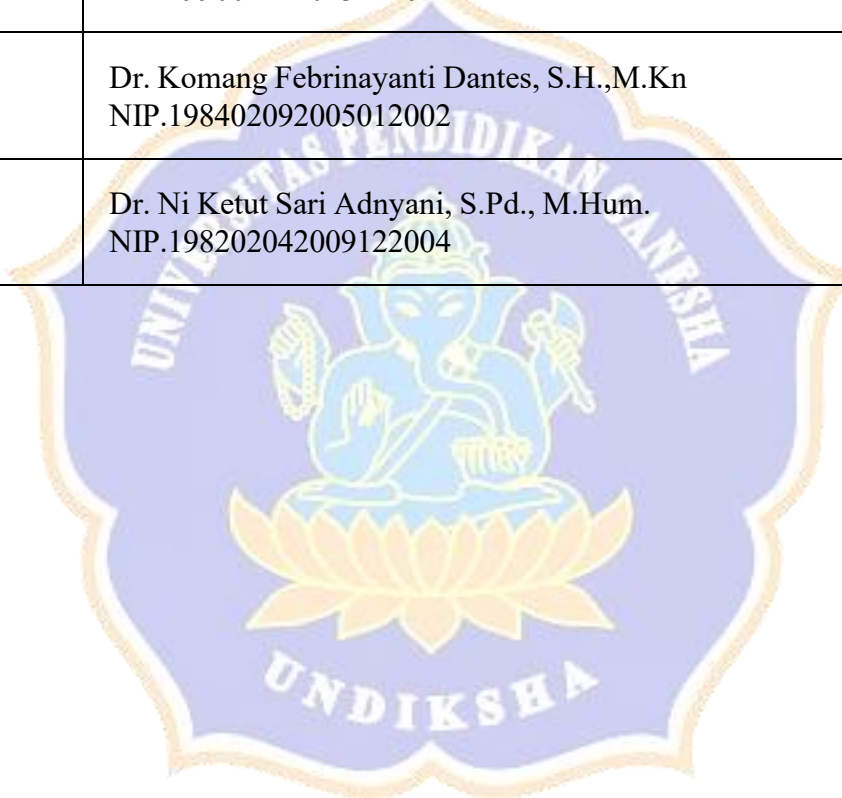 Dr. Komang Febrinayanti Dantes, S.H.,M.Kn
NIP.198402092005012002
Dr. Ni Ketut Sari Adnyani, S.Pd., M.Hum.
NIP.198202042009122004
UNIVERSITAS PENDIDIKAN GANESHA
UNDIKSHA